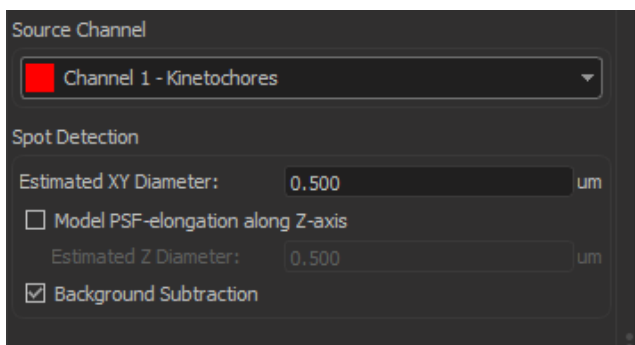 Source Channel
Channel 1 - Kinetochores
Spot Detection
Estimated XY Diameter: 0.500 um
Model PSF-elongation along Z-axis
Estimated Z Diameter: 0.500 um
Background Subtraction